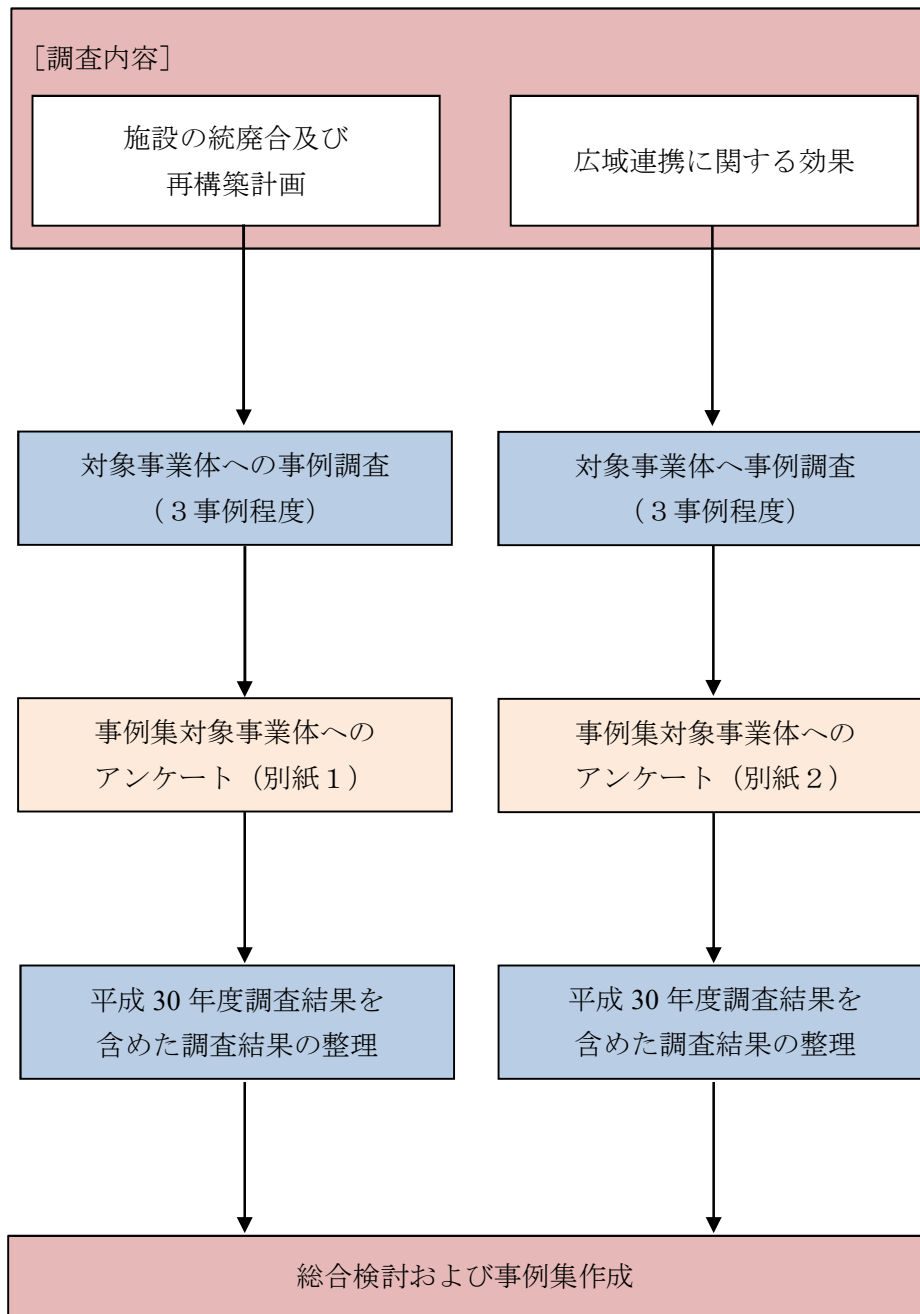 ［調査内容］
施設の統廃合及び
再構築計画
広域連携に関する効果
対象事業体への事例調査
（３事例程度）
対象事業体へ事例調査
（３事例程度）
事例集対象事業体への
アンケート（別紙１）
事例集対象事業体への
アンケート（別紙２）
平成 30 年度調査結果を
含めた調査結果の整理
平成 30 年度調査結果を
含めた調査結果の整理
総合検討および事例集作成